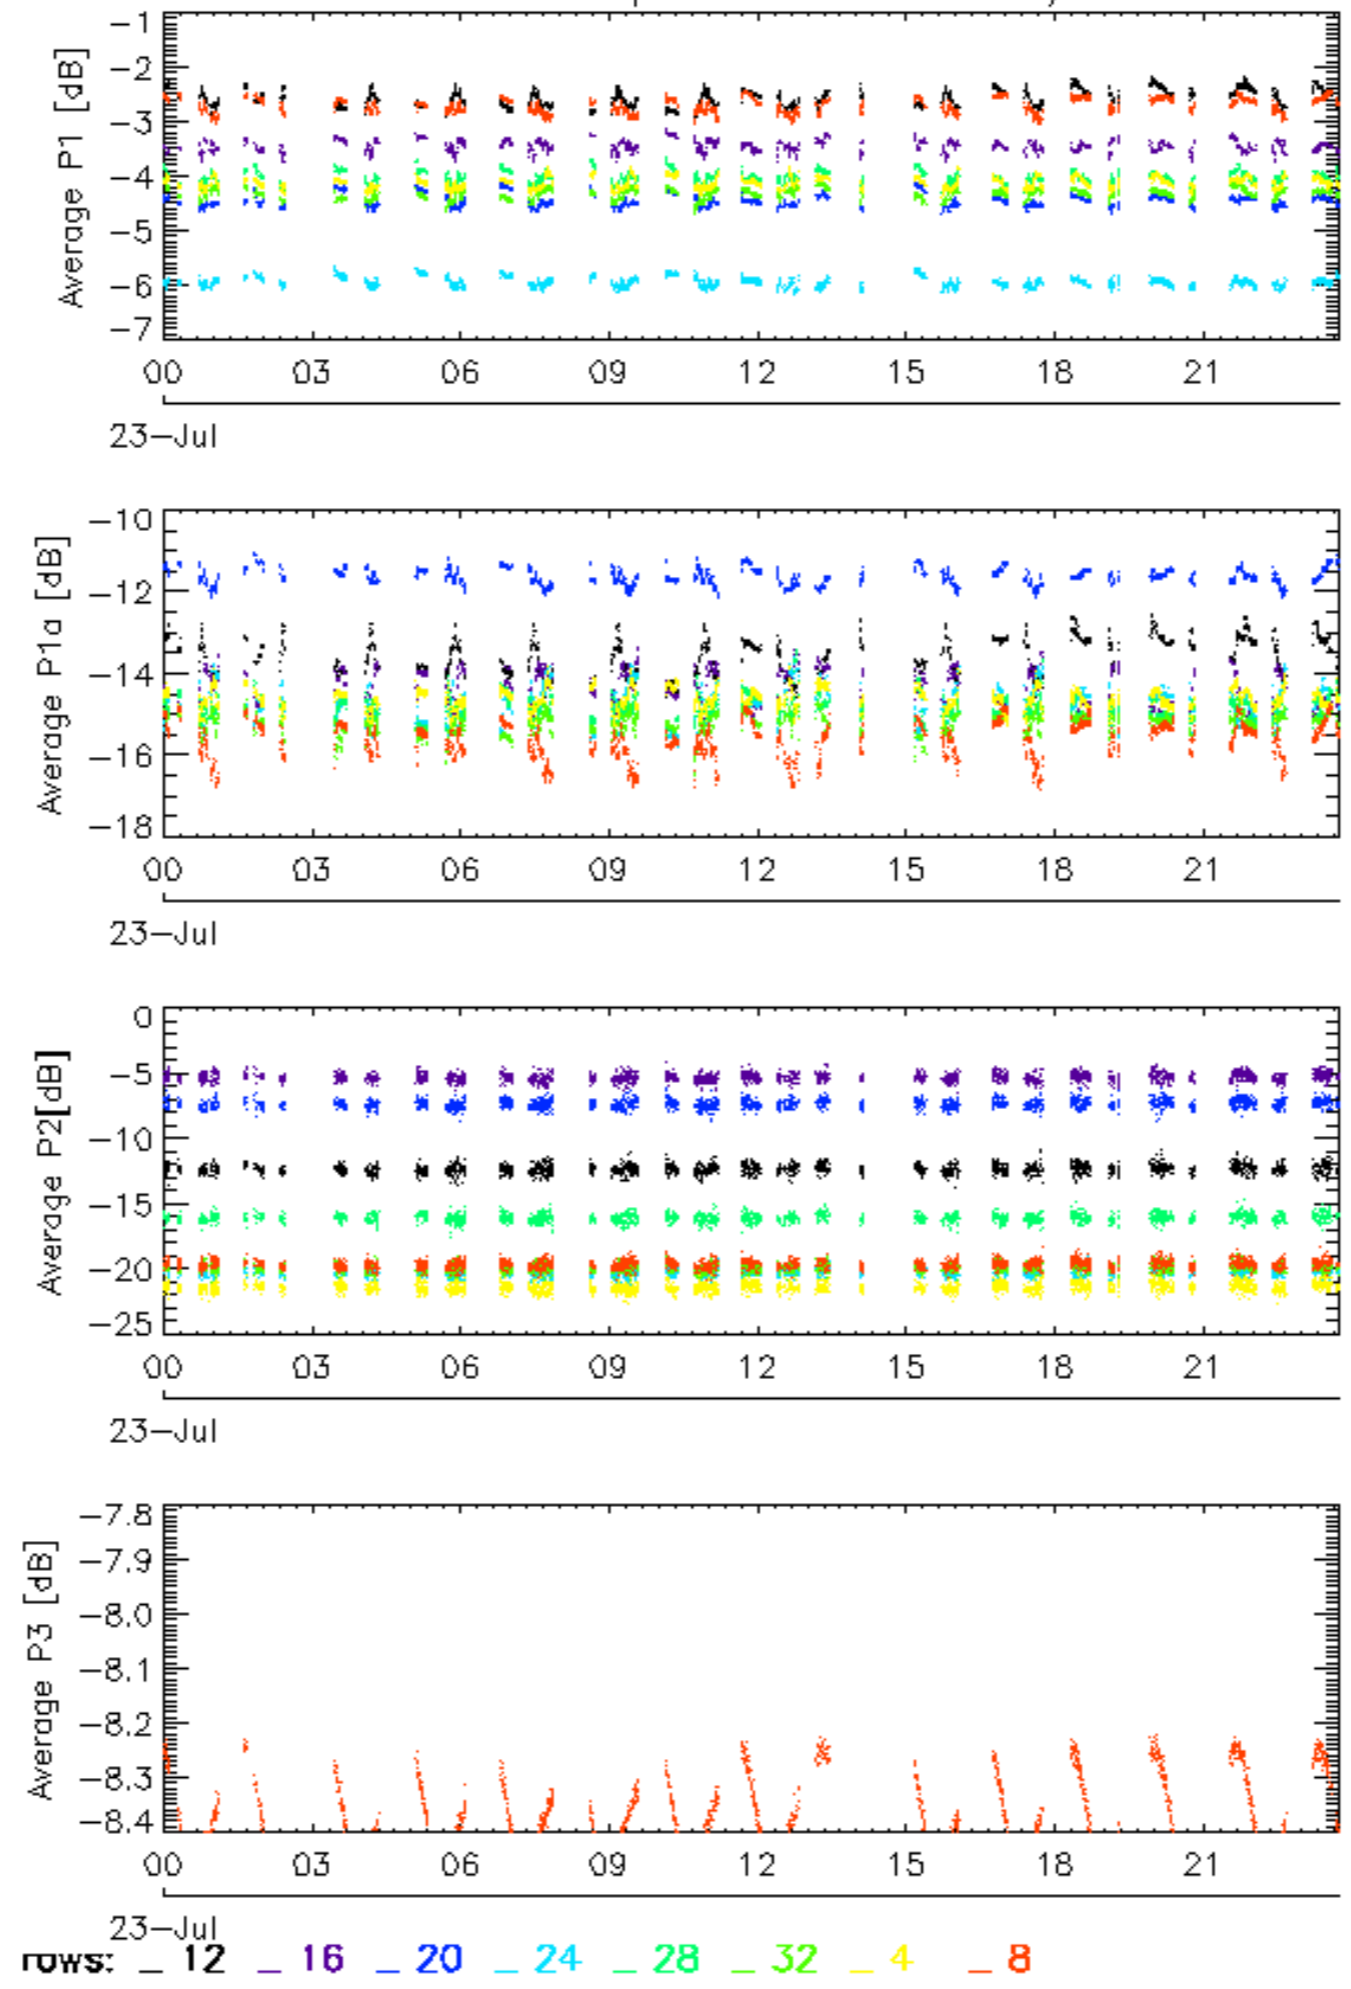 Average P1 [dB]
-1
-2
-3
-4
-5
-6
-7
00 03 06 09 12 15 18 21
23-Jul
Average P1a [dB]
-10
-12
-14
-16
-18
00 03 06 09 12 15 18 21
23-Jul
Average P2[dB]
0
-5
-10
-15
-20
-25
00 03 06 09 12 15 18 21
23-Jul
Average P3 [dB]
-7.8
-7.9
-8.0
-8.1
-8.2
-8.3
-8.4
00 03 06 09 12 15 18 21
23-Jul
rows: _ 12 _ 16 _ 20 _ 24 _ 28 _ 32 _ 4 _ 8